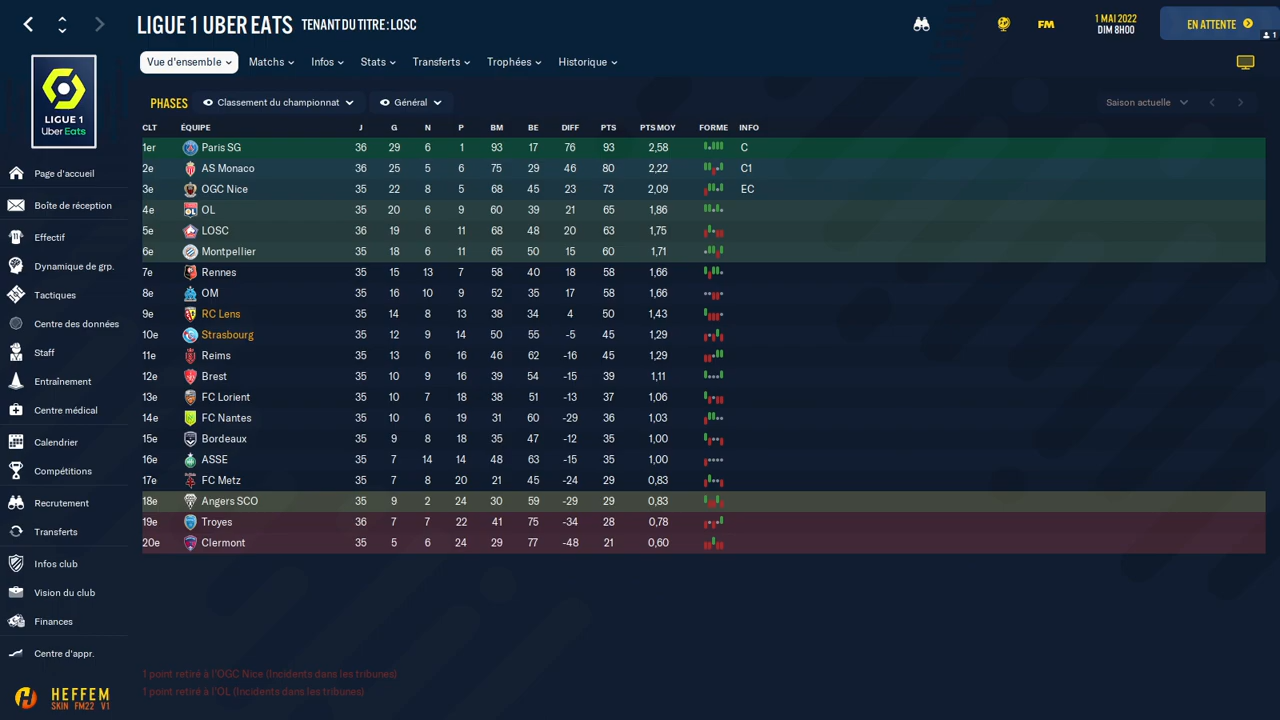 LIGUE 1 UBER EATS TENANT DU TITRE : LOSC
FM 1 MAI 2022 DIM 8H00 EN ATTENTE 1
LIGUE 1 Uber Eats
Vue d'ensemble Matchs Infos Stats Transferts Trophées Historique
PHASES Classement du championnat Général Saison actuelle
CLT ÉQUIPE J G N P BM BE DIFF PTS PTS MOY FORME INFO
1er Paris SG 36 29 6 1 93 17 76 93 2,58 C
2e AS Monaco 36 25 5 6 75 29 46 80 2,22 C1
3e OGC Nice 35 22 8 5 68 45 23 73 2,09 EC
4e OL 35 20 6 9 60 39 21 65 1,86
5e LOSC 36 19 6 11 68 48 20 63 1,75
6e Montpellier 35 18 6 11 65 50 15 60 1,71
7e Rennes 35 15 13 7 58 40 18 58 1,66
8e OM 35 16 10 9 52 35 17 58 1,66
9e RC Lens 35 14 8 13 38 34 4 50 1,43
10e Strasbourg 35 12 9 14 50 55 -5 45 1,29
11e Reims 35 13 6 16 46 62 -16 45 1,29
12e Brest 35 10 9 16 39 54 -15 39 1,11
13e FC Lorient 35 10 7 18 38 51 -13 37 1,06
14e FC Nantes 35 10 6 19 31 60 -29 36 1,03
15e Bordeaux 35 9 8 18 35 47 -12 35 1,00
16e ASSE 35 7 14 14 48 63 -15 35 1,00
17e FC Metz 35 7 8 20 21 45 -24 29 0,83
18e Angers SCO 35 9 2 24 30 59 -29 29 0,83
19e Troyes 36 7 7 22 41 75 -34 28 0,78
20e Clermont 35 5 6 24 29 77 -48 21 0,60
Page d'accueil
Boîte de réception
Effectif
Dynamique de grp.
Tactiques
Centre des données
Staff
Entraînement
Centre médical
Calendrier
Compétitions
Recrutement
Transferts
Infos club
Vision du club
Finances
Centre d'appr.
1 point retiré à l'OGC Nice (Incidents dans les tribunes)
1 point retiré à l'OL (Incidents dans les tribunes)
HEFFEM
SKIN FM22 V1